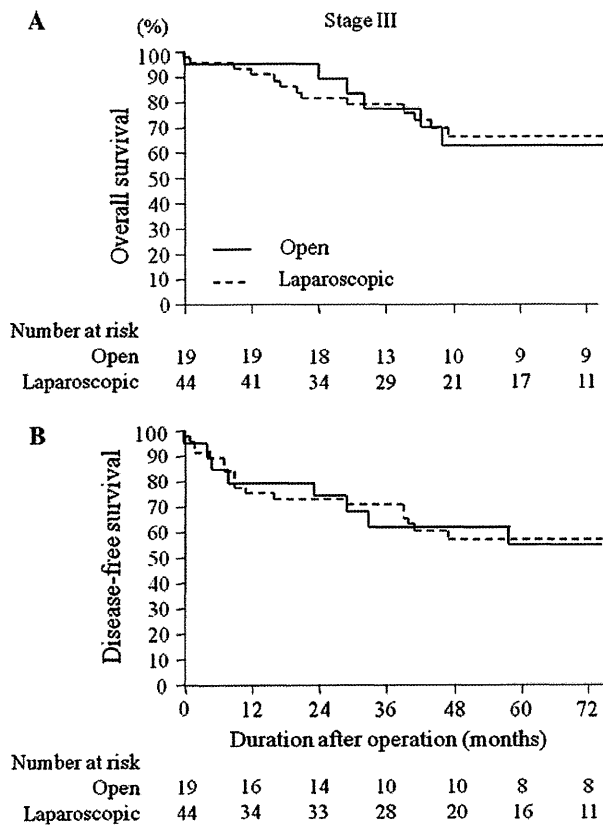 A
Stage III
(%)
100
90
80
70
60
50
40
30
20
10
0
Overall survival
Open
Laparoscopic
Number at risk
Open 19 19 18 13 10 9 9
Laparoscopic 44 41 34 29 21 17 11
B
100
90
80
70
60
50
40
30
20
10
0
Disease-free survival
0 12 24 36 48 60 72
Duration after operation (months)
Number at risk
Open 19 16 14 10 10 8 8
Laparoscopic 44 34 33 28 20 16 11